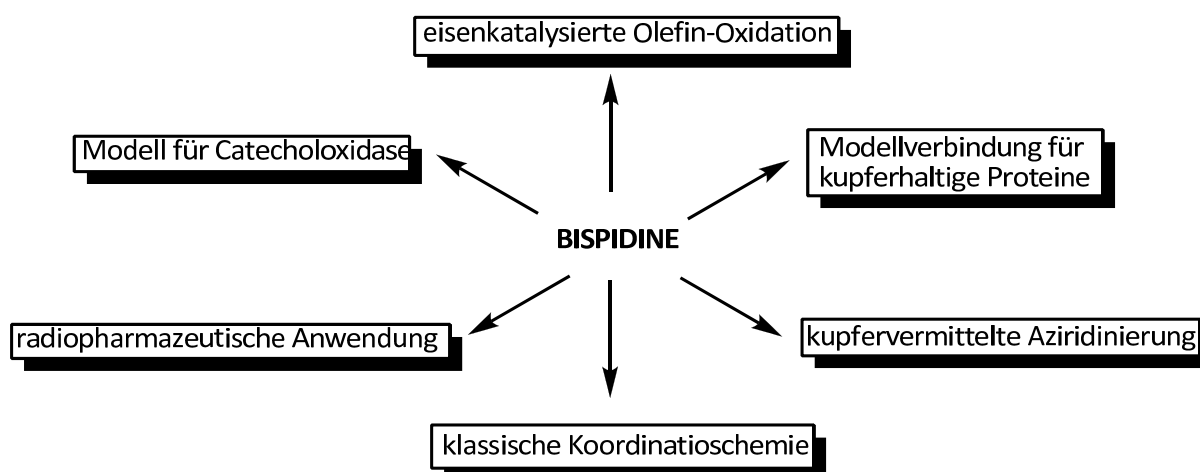 eisenkatalysierte Olefin-Oxidation
Modell für Catecholoxidase
Modellverbindung für
kupferhaltige Proteine
BISPIDINE
radiopharmazeutische Anwendung
kupfervermittelte Aziridinierung
klassische Koordinatioschemie